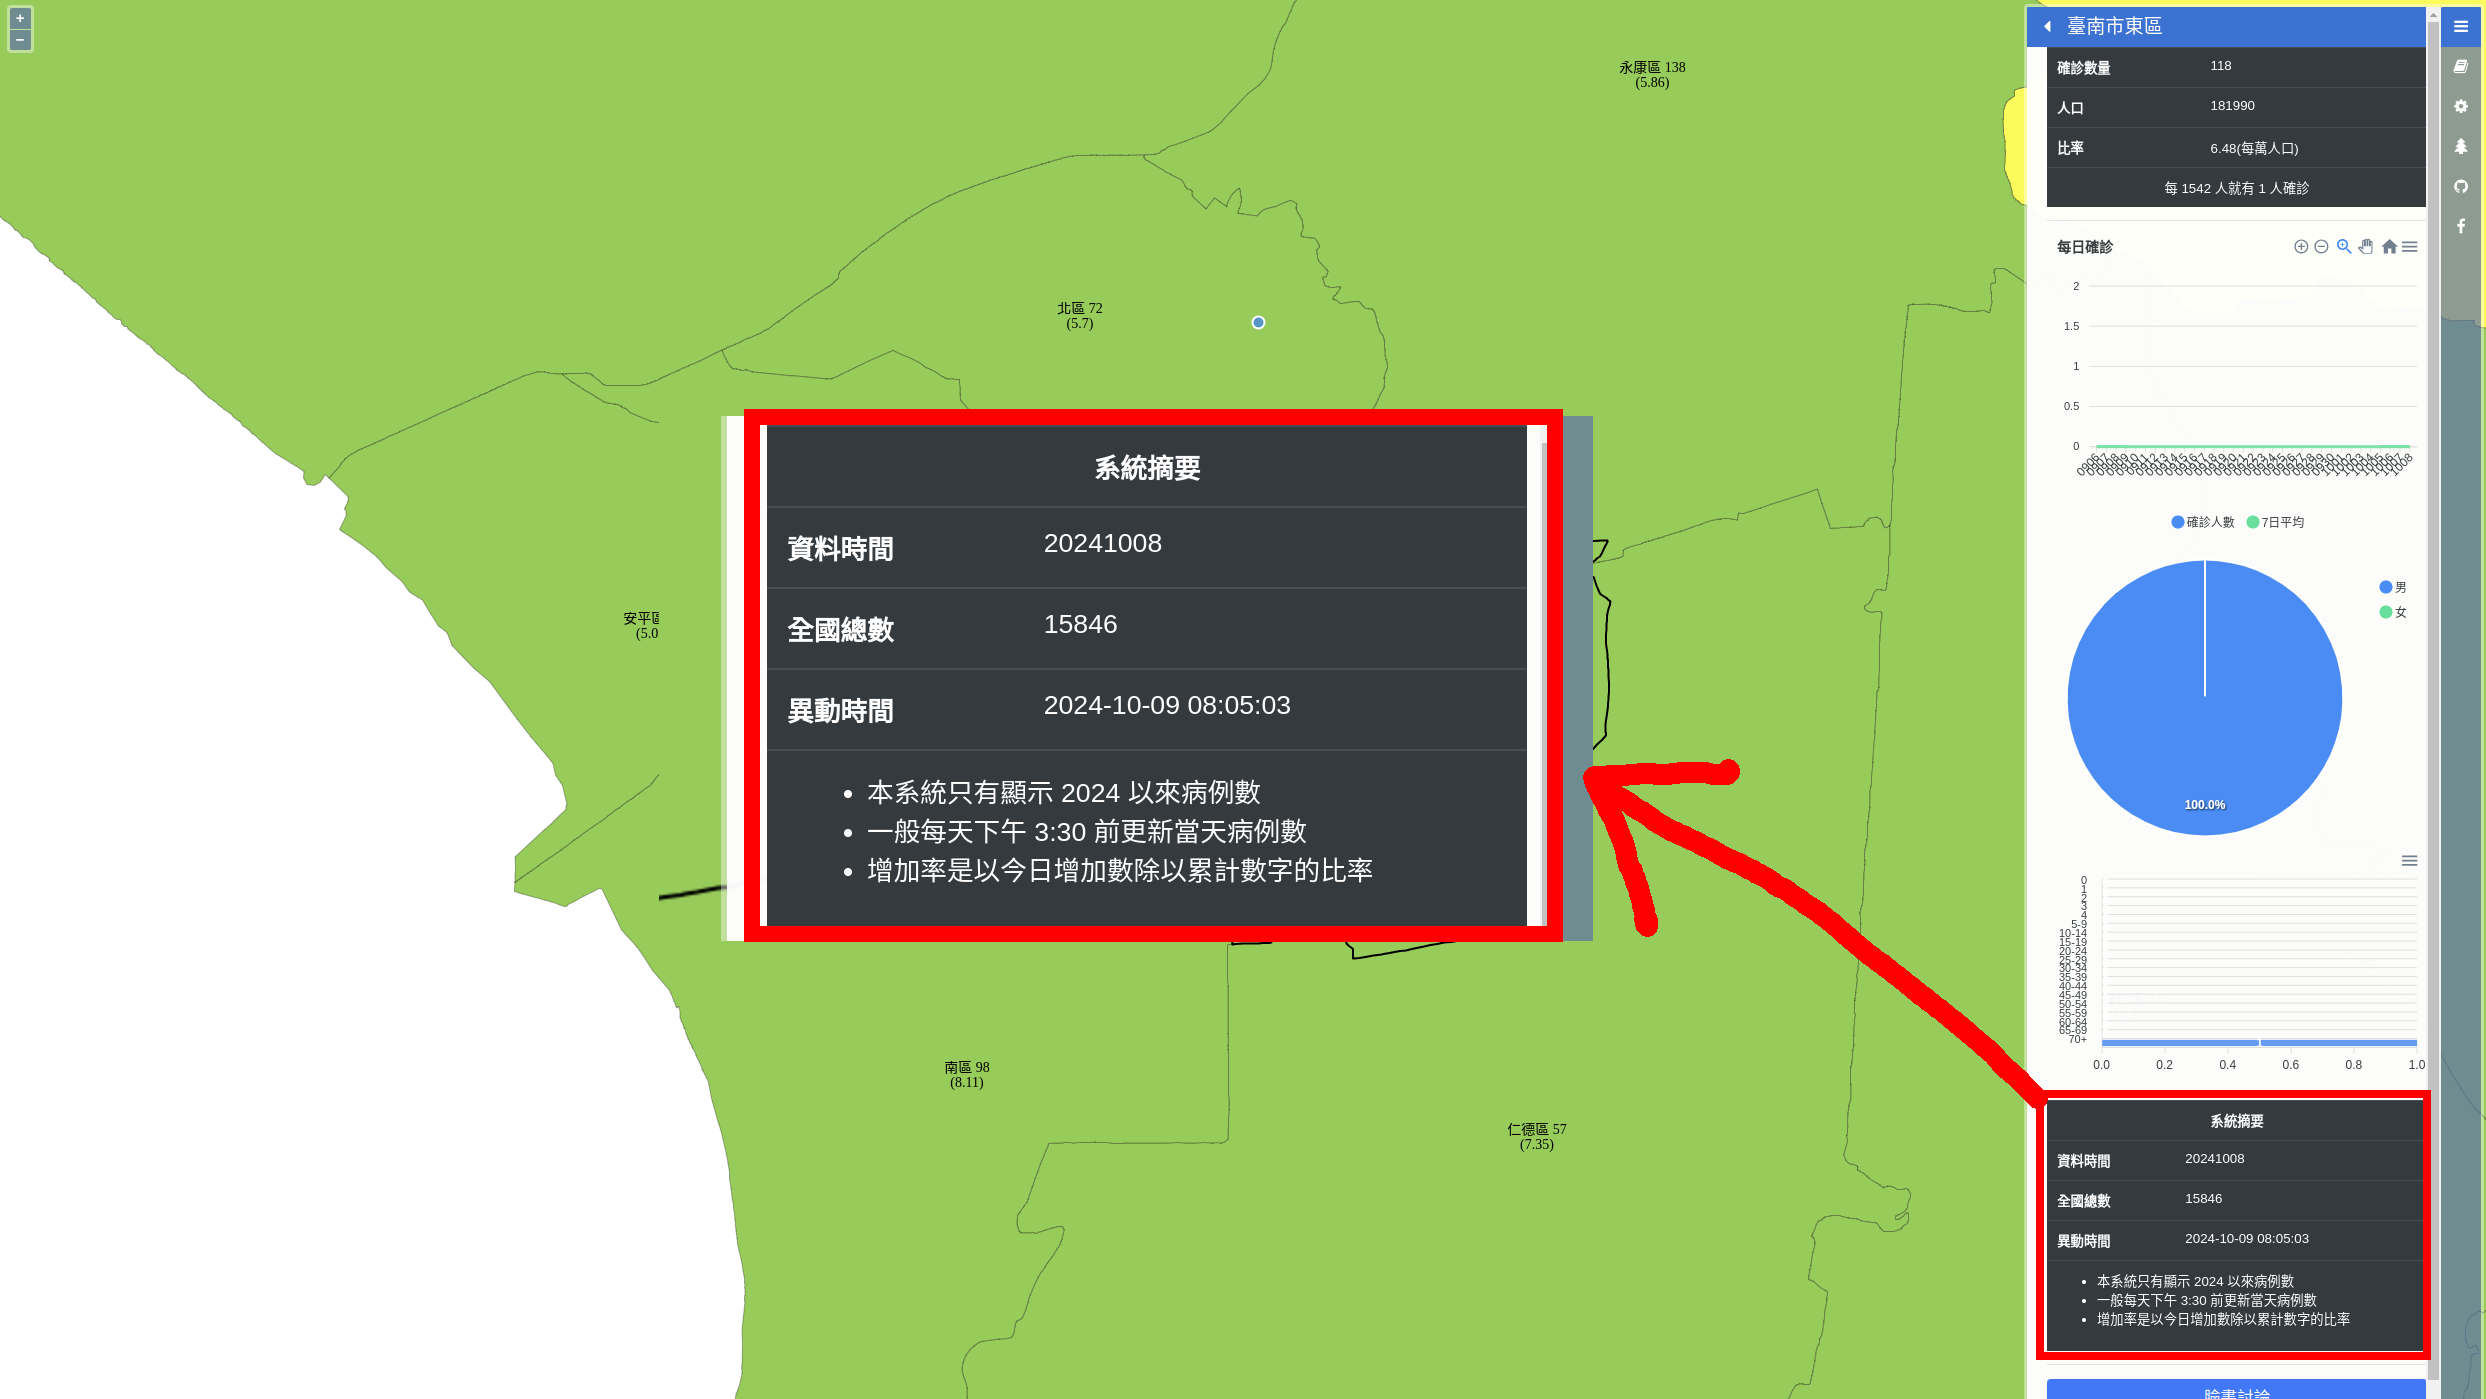 +
−
永康區 138
(5.86)
北區 72
(5.7)
安平區
(5.0
南區 98
(8.11)
仁德區 57
(7.35)
系統摘要
資料時間 20241008
全國總數 15846
異動時間 2024-10-09 08:05:03
本系統只有顯示 2024 以來病例數
一般每天下午 3:30 前更新當天病例數
增加率是以今日增加數除以累計數字的比率
臺南市東區
確診數量 118
人口 181990
比率 6.48(每萬人口)
每 1542 人就有 1 人確診
每日確診
2
1.5
1
0.5
0
確診人數 7日平均
男
女
100.0%
0
1
2
3
4
5-9
10-14
15-19
20-24
25-29
30-34
35-39
40-44
45-49
50-54
55-59
60-64
65-69
70+
0.0 0.2 0.4 0.6 0.8 1.0
系統摘要
資料時間 20241008
全國總數 15846
異動時間 2024-10-09 08:05:03
本系統只有顯示 2024 以來病例數
一般每天下午 3:30 前更新當天病例數
增加率是以今日增加數除以累計數字的比率
臉書討論